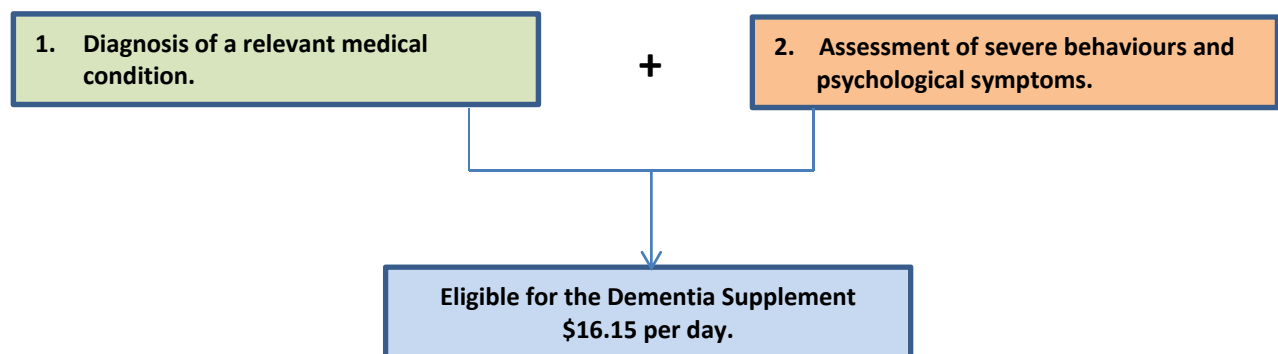 1. Diagnosis of a relevant medical
condition.
+
2. Assessment of severe behaviours and
psychological symptoms.
Eligible for the Dementia Supplement
$16.15 per day.